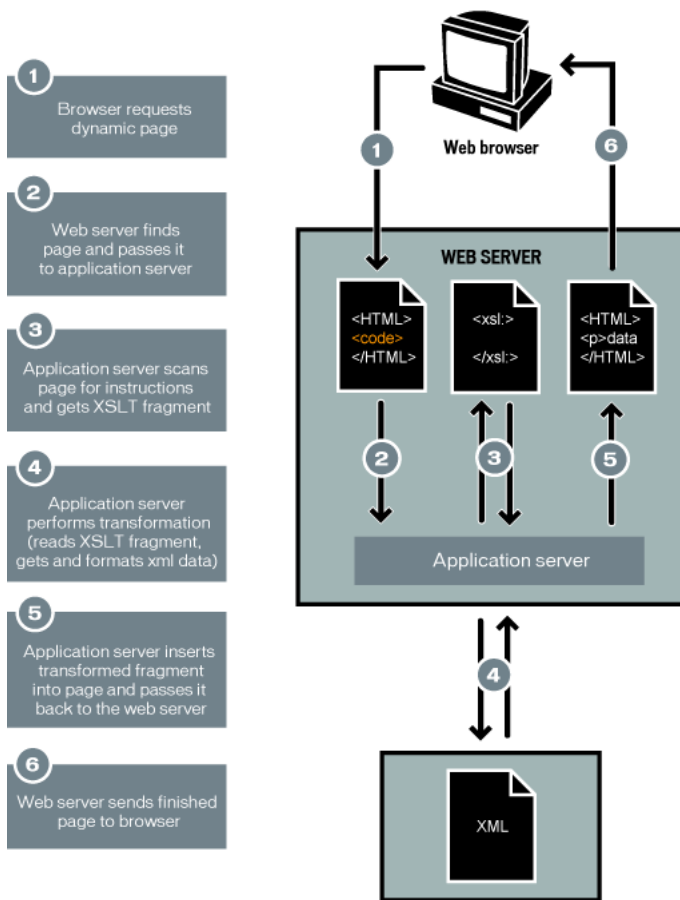 1
Browser requests
dynamic page
2
Web server finds
page and passes it
to application server
3
Application server scans
page for instructions
and gets XSLT fragment
4
Application server
performs transformation
(reads XSLT fragment,
gets and formats xml data)
5
Application server inserts
transformed fragment
into page and passes it
back to the web server
6
Web server sends finished
page to browser
Web browser
1
6
WEB SERVER
<HTML>
<code>
</HTML>
<xsl:>
</xsl:>
<HTML>
<p>data
</HTML>
2
3
5
Application server
4
XML